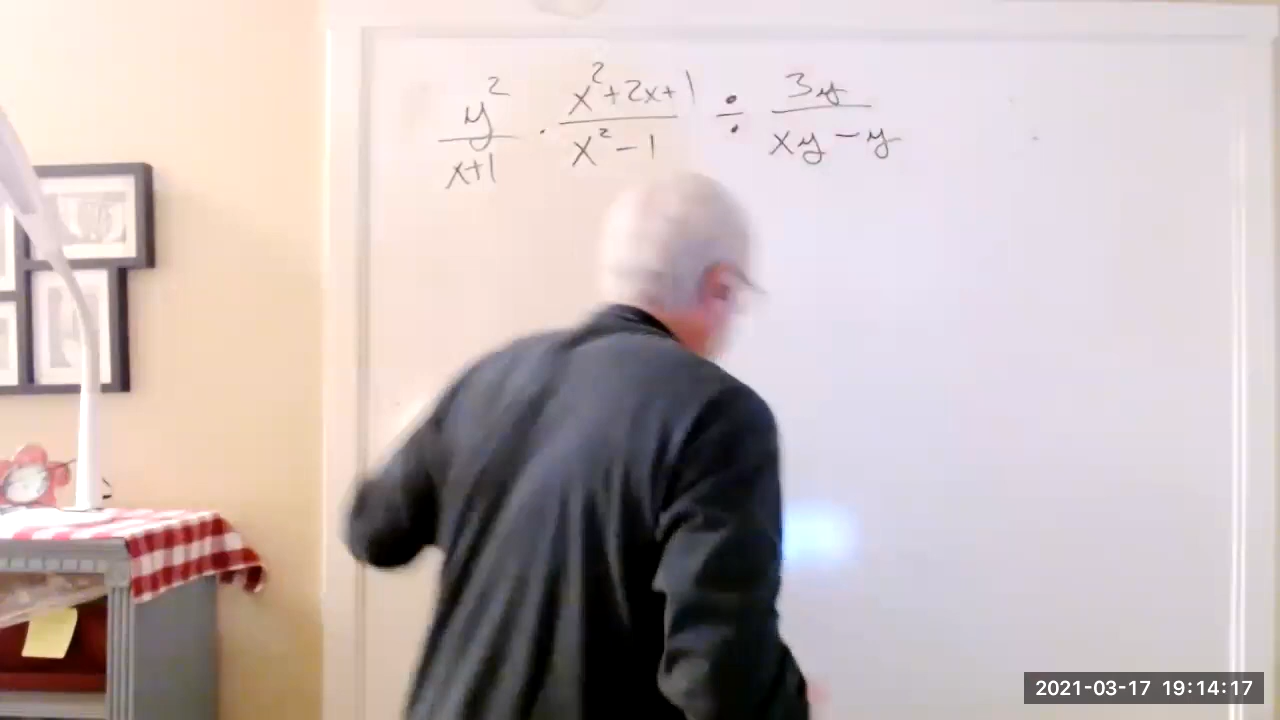 y²/(x+1) · (x²+2x+1)/(x²-1) ÷ 3y/(xy-y)
2021-03-17 19:14:17